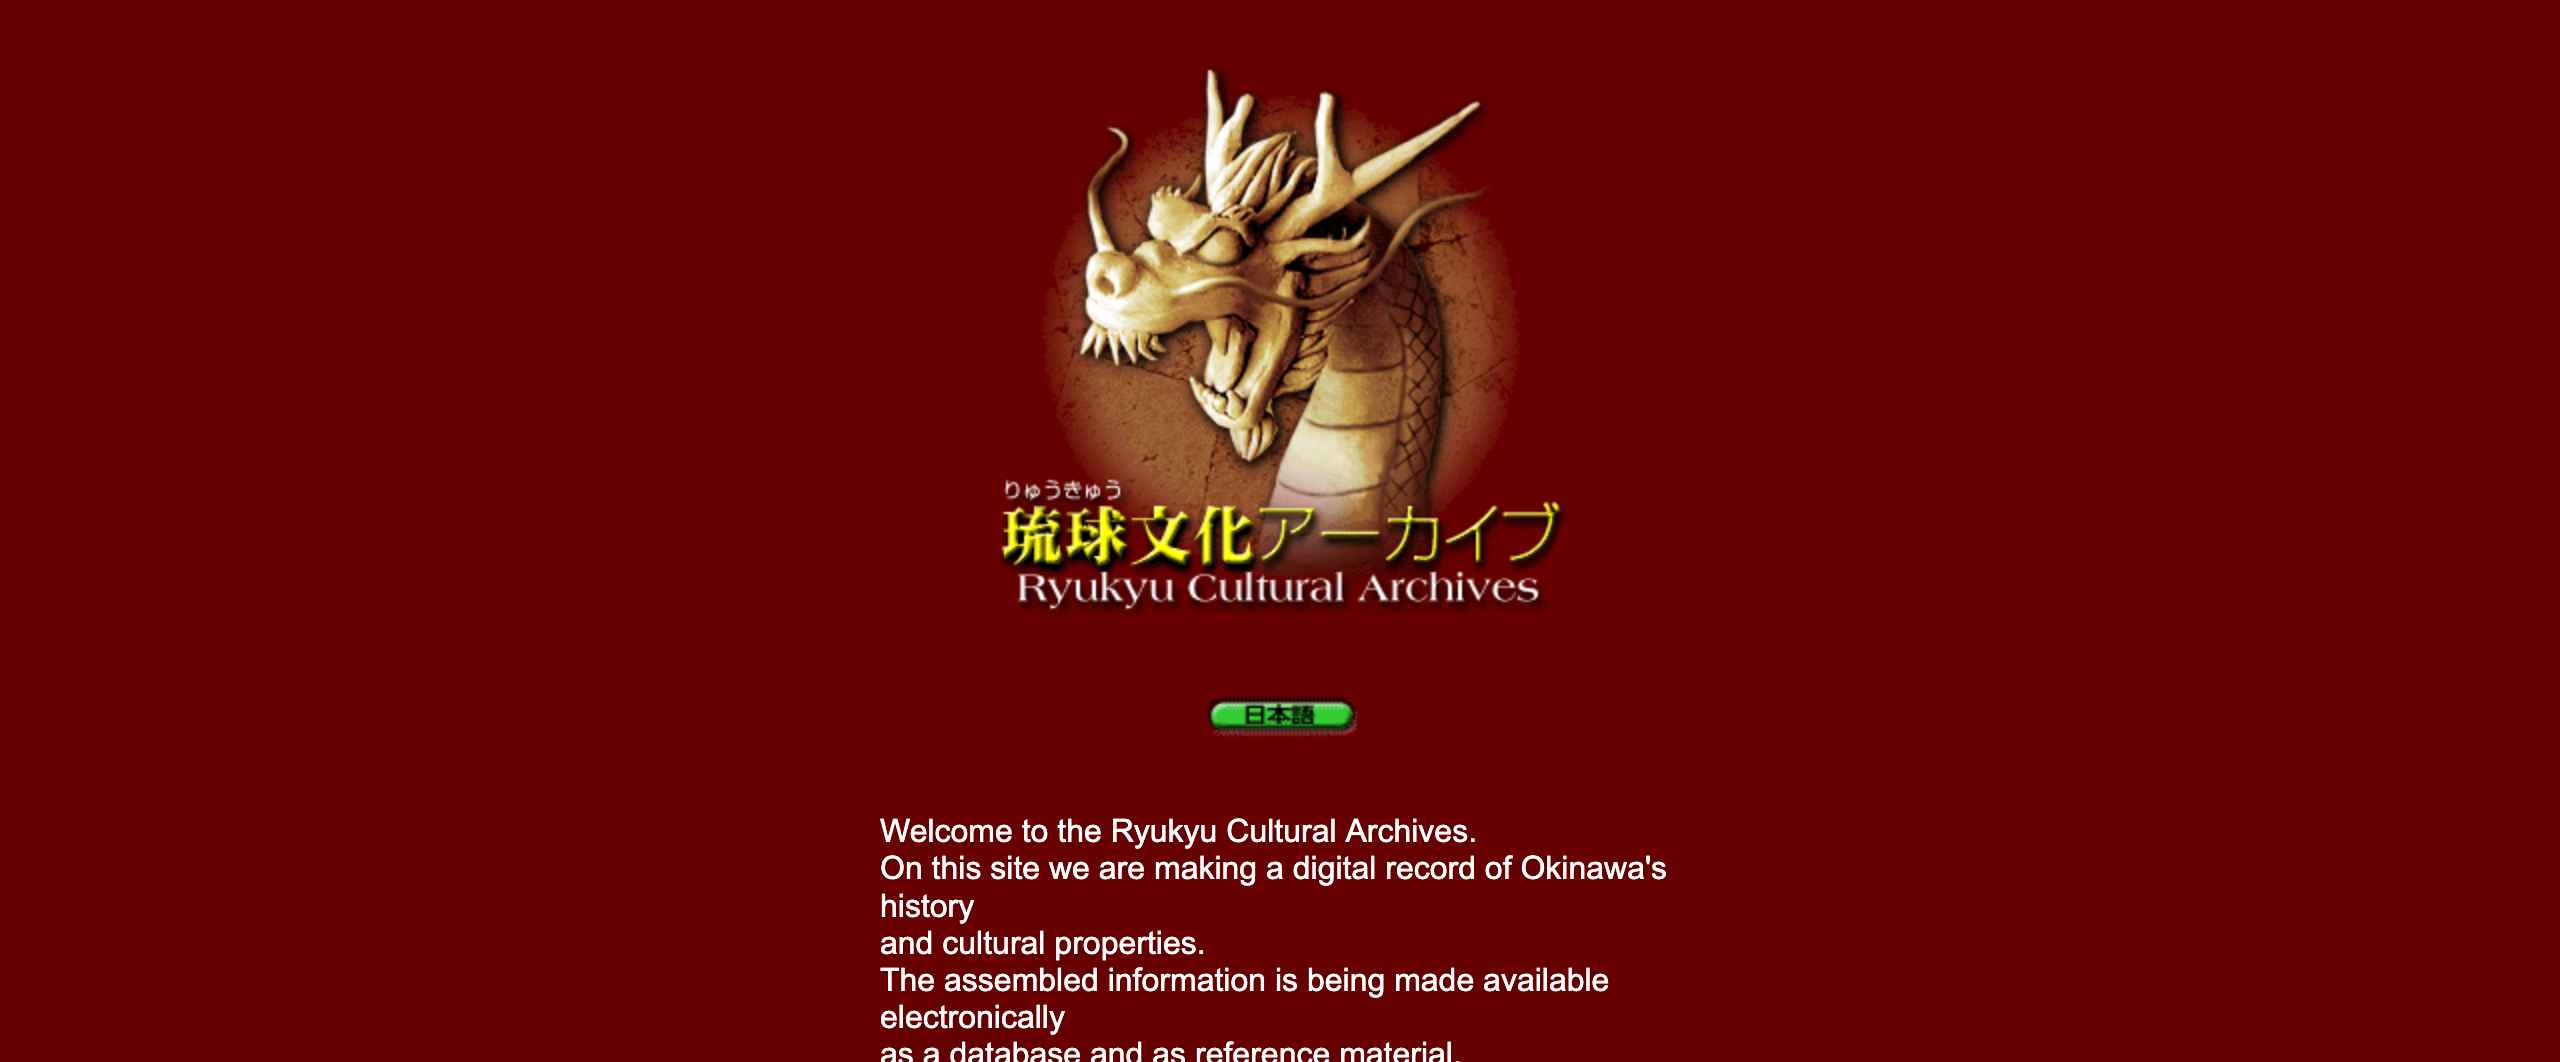 りゅうきゅう
琉球文化アーカイブ
Ryukyu Cultural Archives
日本語
Welcome to the Ryukyu Cultural Archives.
On this site we are making a digital record of Okinawa's
history
and cultural properties.
The assembled information is being made available
electronically
as a database and as reference material.